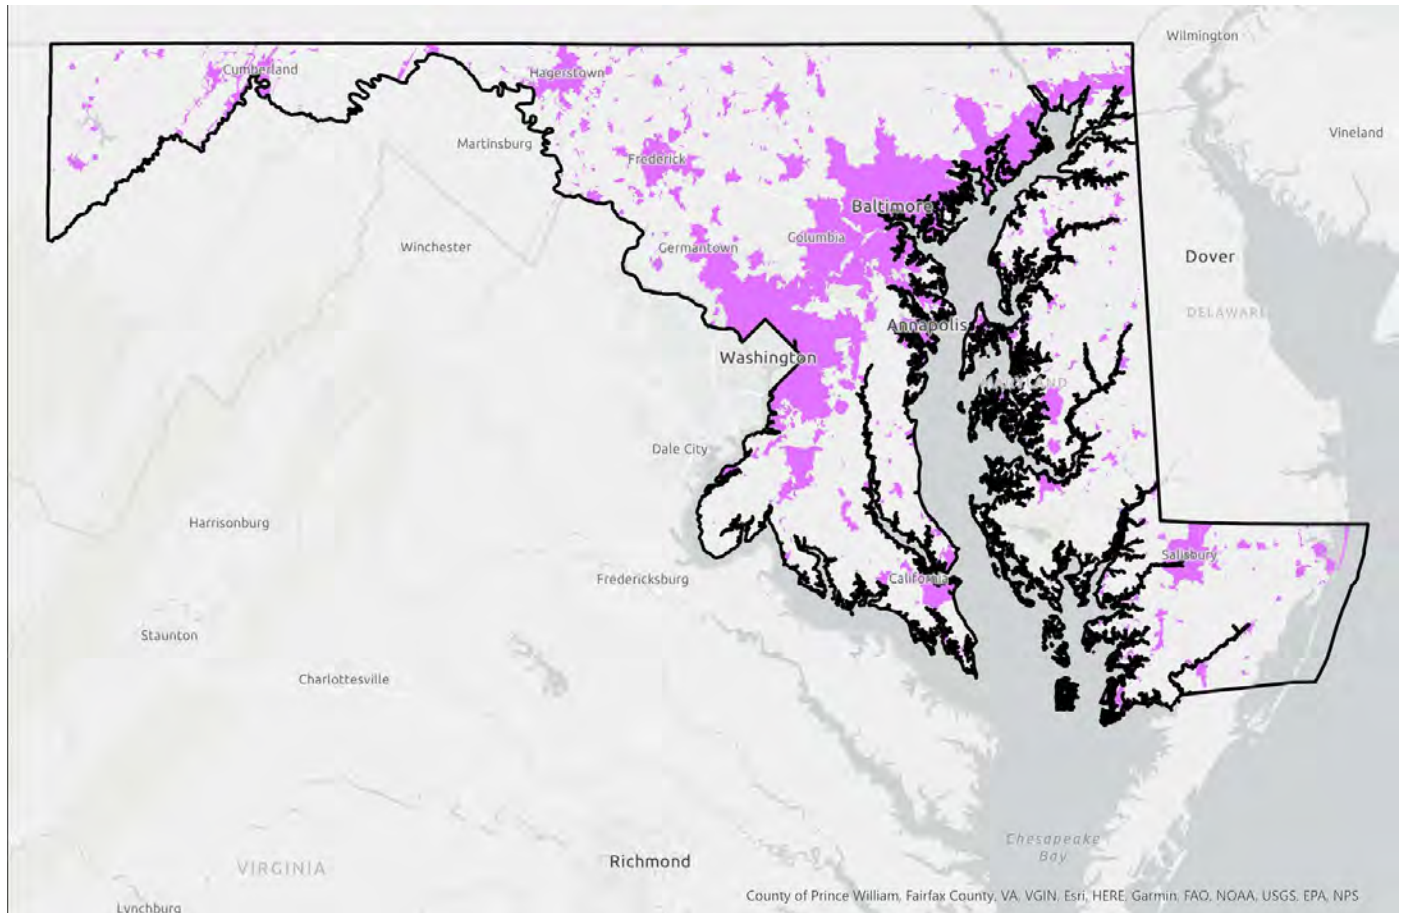 Wilmington
Cumberland
Hagerstown
Vineland
Martinsburg
Frederick
Baltimore
Columbia
Winchester
Germantown
Dover
DELAWARE
Annapolis
Washington
MARYLAND
Dale City
Harrisonburg
Salisbury
Fredericksburg
California
Staunton
Charlottesville
Chesapeake
Bay
Richmond
VIRGINIA
County of Prince William, Fairfax County, VA, VGIN, Esri, HERE, Garmin, FAO, NOAA, USGS, EPA, NPS
Lynchburg